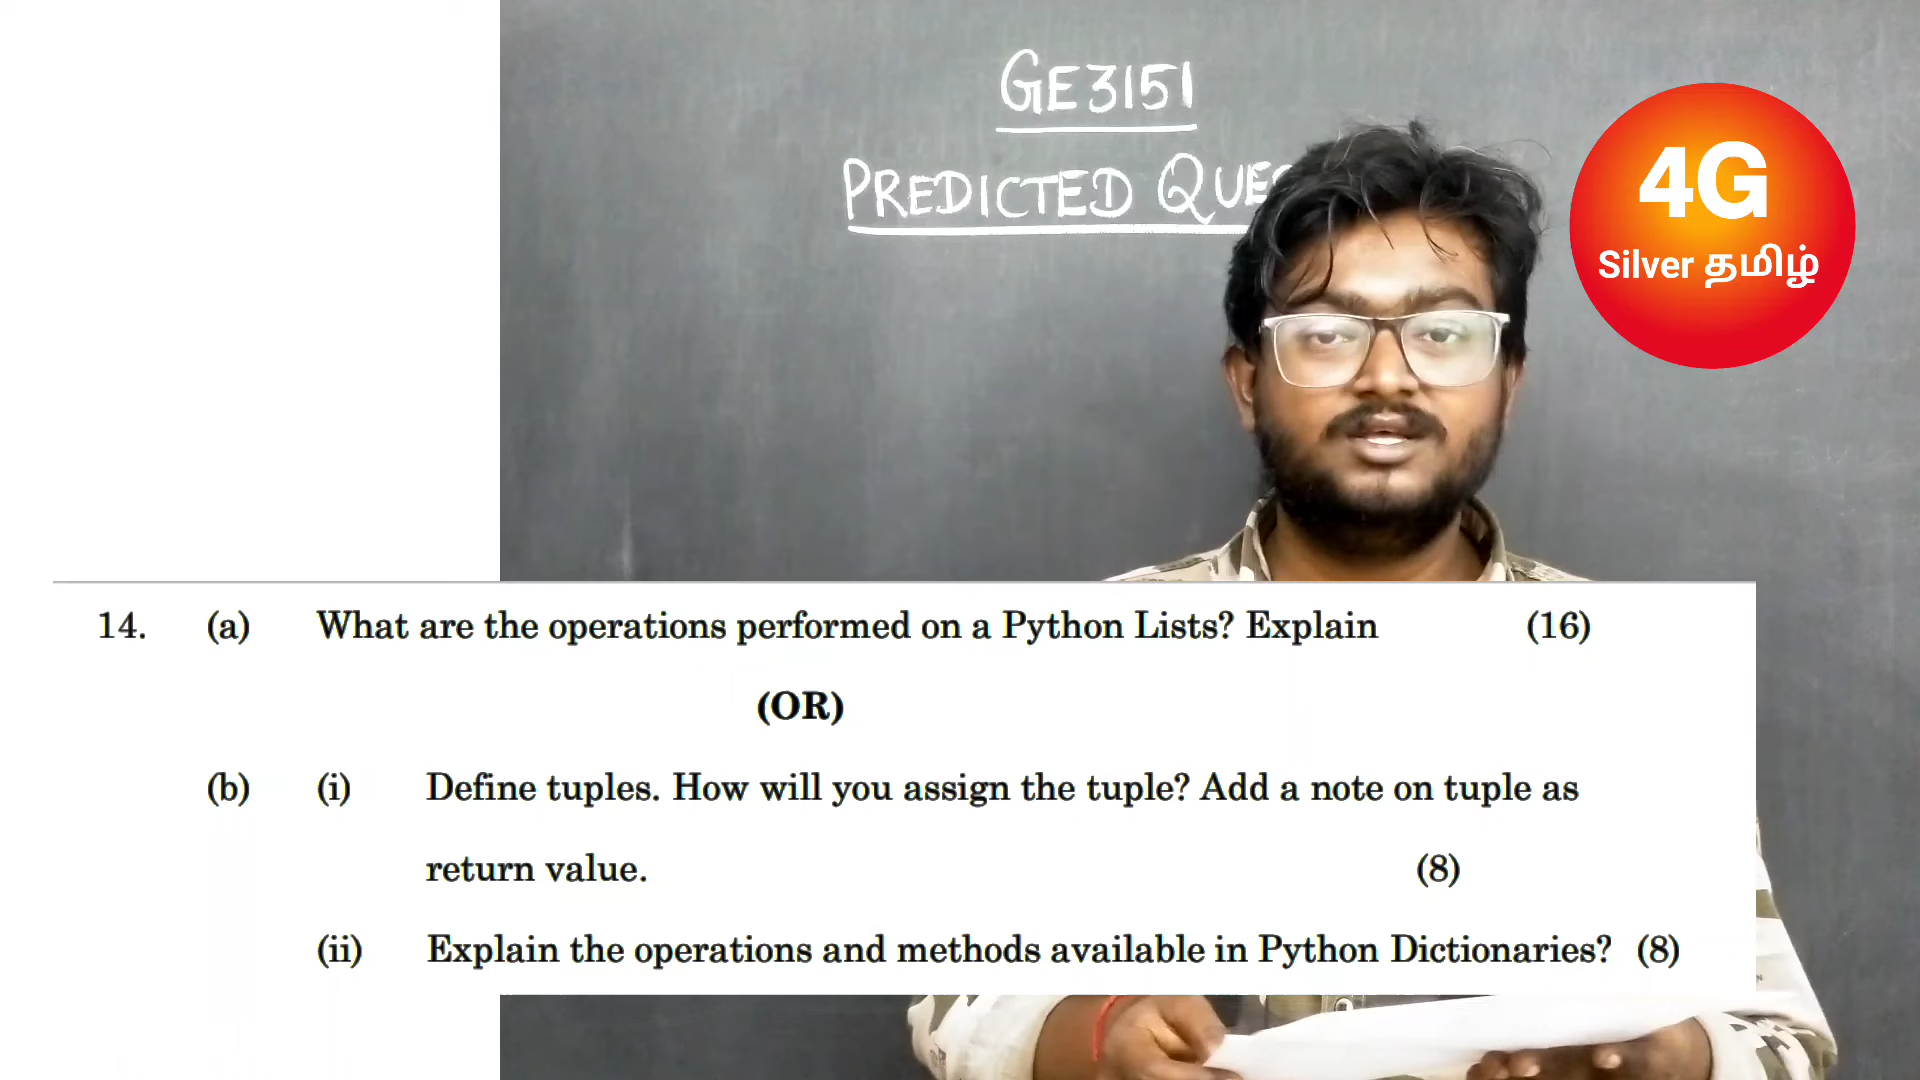 GE3151
PREDICTED QUES
4G
Silver தமிழ்
14. (a) What are the operations performed on a Python Lists? Explain (16)
(OR)
(b) (i) Define tuples. How will you assign the tuple? Add a note on tuple as
return value. (8)
(ii) Explain the operations and methods available in Python Dictionaries? (8)